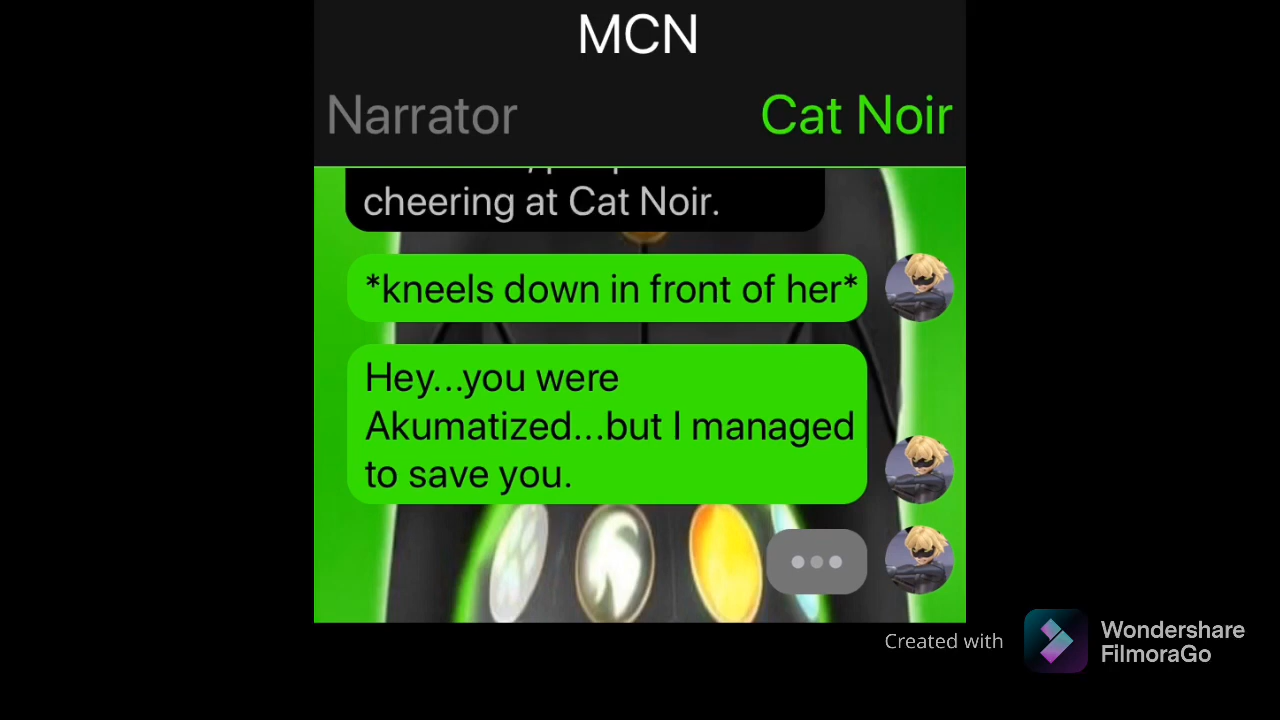 MCN
Narrator
Cat Noir
cheering at Cat Noir.
*kneels down in front of her*
Hey...you were
Akumatized...but I managed
to save you.
Created with
Wondershare
FilmoraGo